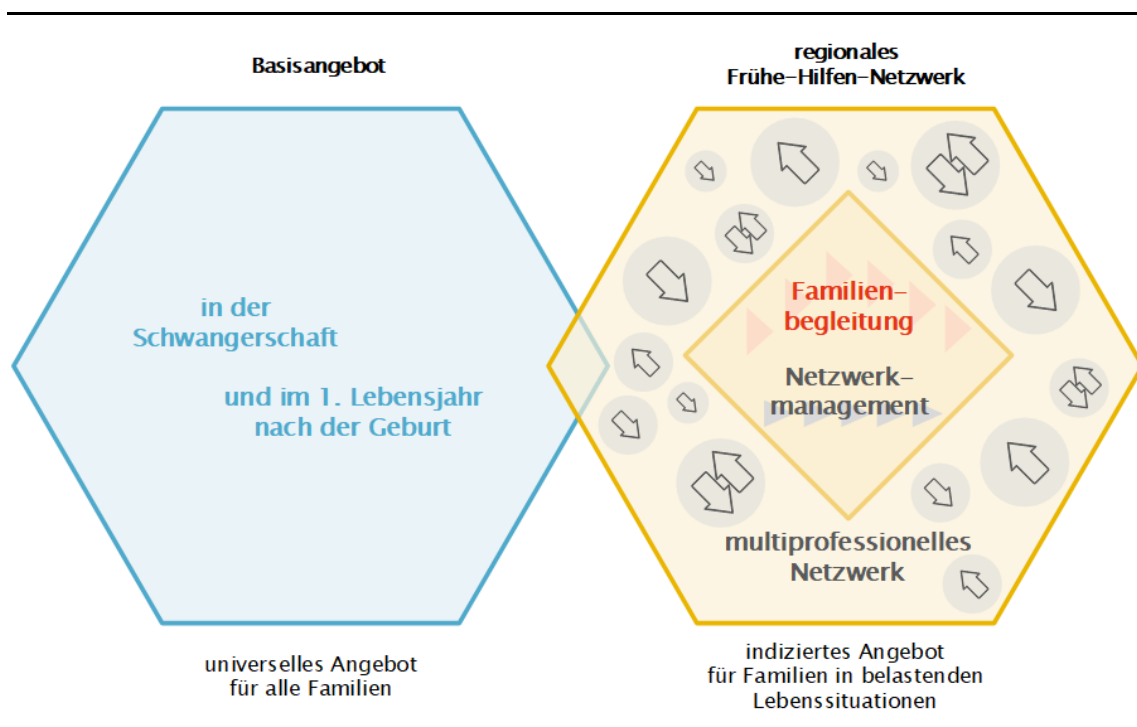 Basisangebot
regionales
Frühe-Hilfen-Netzwerk
in der
Schwangerschaft
und im 1. Lebensjahr
nach der Geburt
Familien-
begleitung
Netzwerk-
management
multiprofessionelles
Netzwerk
universelles Angebot
für alle Familien
indiziertes Angebot
für Familien in belastenden
Lebenssituationen